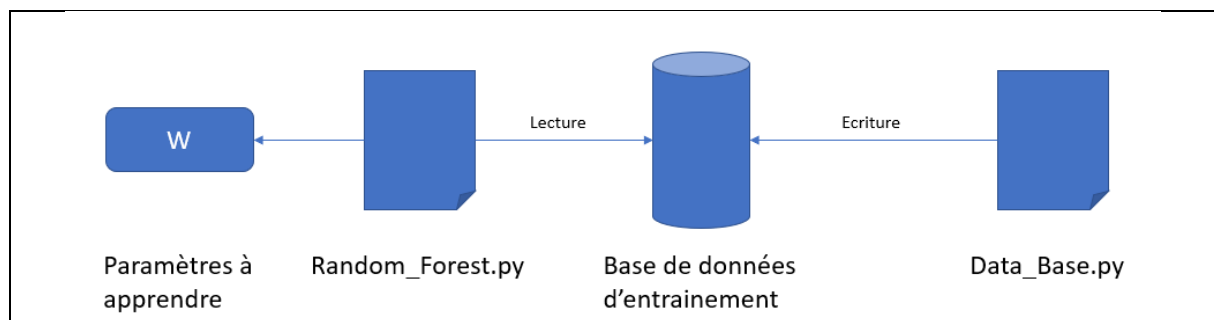 Lecture
Ecriture
W
Paramètres à
apprendre
Random_Forest.py
Base de données
d’entrainement
Data_Base.py